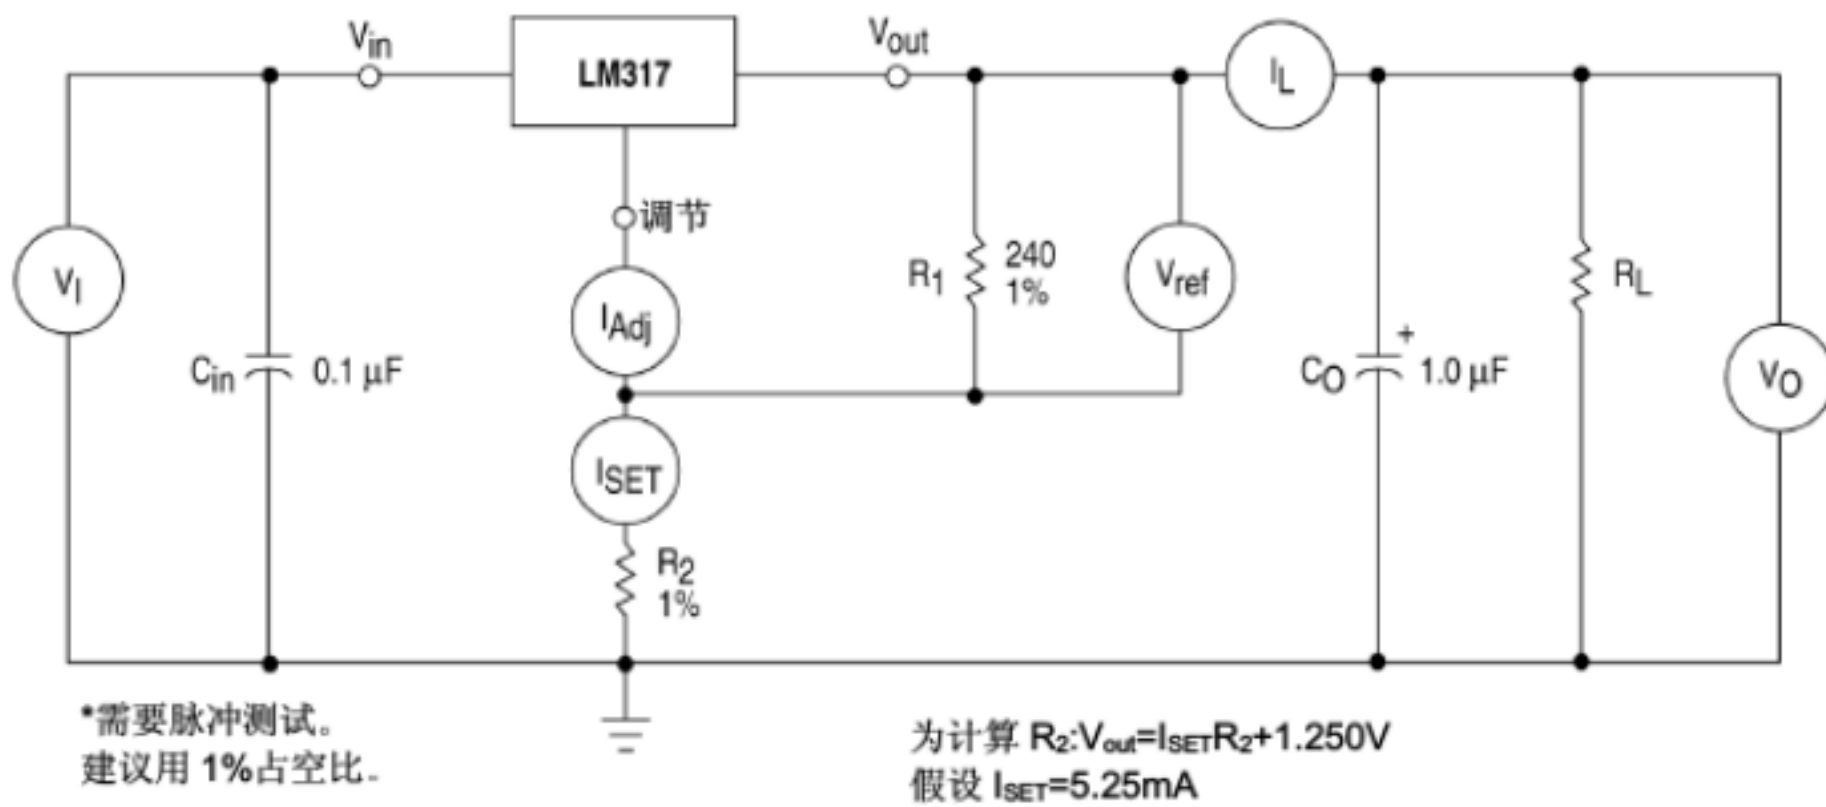 Vin
LM317
Vout
IL
调节
VI
IAdj
R1
240
1%
Vref
RL
Cin
0.1 μF
CO
+
1.0 μF
VO
ISET
R2
1%
*需要脉冲测试。
建议用 1%占空比.
为计算 R2:Vout=ISETR2+1.250V
假设 ISET=5.25mA